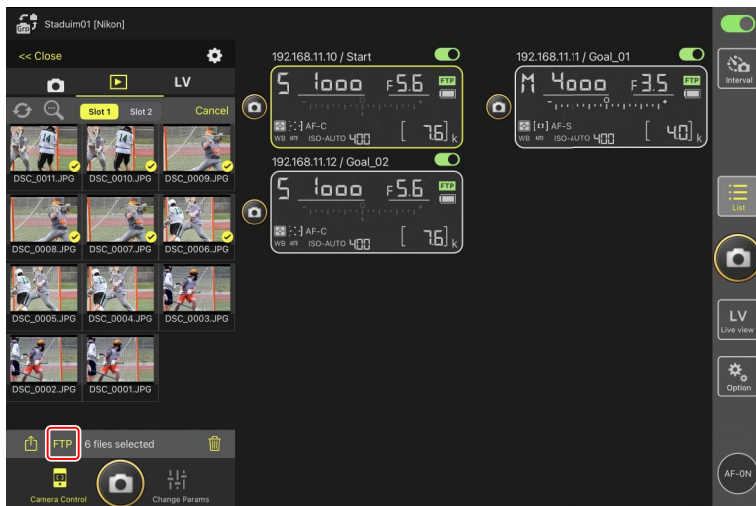 Grp Staduim01 [Nikon]
<< Close
LV
Slot 1 Slot 2 Cancel
DSC_0011.JPG DSC_0010.JPG DSC_0009.JPG
DSC_0008.JPG DSC_0007.JPG DSC_0006.JPG
DSC_0005.JPG DSC_0004.JPG DSC_0003.JPG
DSC_0002.JPG DSC_0001.JPG
FTP 6 files selected
Camera Control Change Params
192.168.11.10 / Start
S 1000 F5.6 FTP
AF-C
WB ISO-AUTO 400 [ 7.6] k
192.168.11.11 / Goal_01
M 4000 F3.5 FTP
AF-S
WB ISO-AUTO 400 [ 4.0] k
192.168.11.12 / Goal_02
S 1000 F5.6 FTP
AF-C
WB ISO-AUTO 400 [ 7.6] k
Interval
List
LV
Live view
Option
AF-ON